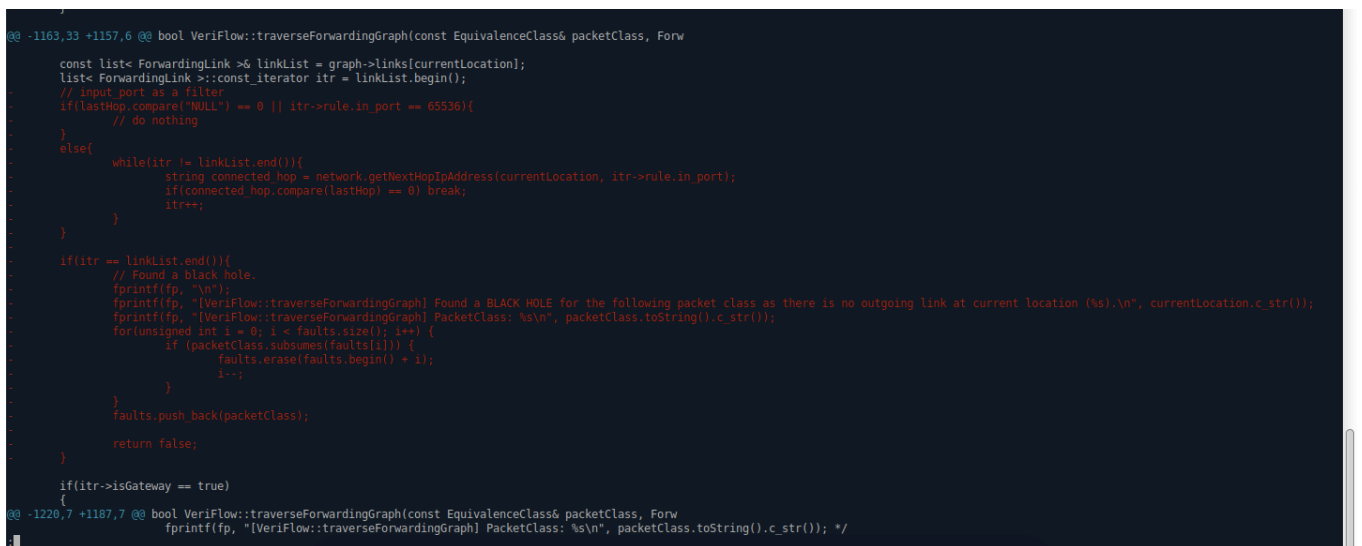 }
@@ -1163,33 +1157,6 @@ bool VeriFlow::traverseForwardingGraph(const EquivalenceClass& packetClass, Forw
        const list< ForwardingLink >& linkList = graph->links[currentLocation];
        list< ForwardingLink >::const_iterator itr = linkList.begin();
-       // input_port as a filter
-       if(lastHop.compare("NULL") == 0 || itr->rule.in_port == 65536){
-               // do nothing
-       }
-       else{
-               while(itr != linkList.end()){
-                       string connected_hop = network.getNextHopIpAddress(currentLocation, itr->rule.in_port);
-                       if(connected_hop.compare(lastHop) == 0) break;
-                       itr++;
-               }
-       }
-
-       if(itr == linkList.end()){
-               // Found a black hole.
-               fprintf(fp, "\n");
-               fprintf(fp, "[VeriFlow::traverseForwardingGraph] Found a BLACK HOLE for the following packet class as there is no outgoing link at current location (%s).\n", currentLocation.c_str());
-               fprintf(fp, "[VeriFlow::traverseForwardingGraph] PacketClass: %s\n", packetClass.toString().c_str());
-               for(unsigned int i = 0; i < faults.size(); i++) {
-                       if (packetClass.subsumes(faults[i])) {
-                               faults.erase(faults.begin() + i);
-                               i--;
-                       }
-               }
-               faults.push_back(packetClass);
-
-               return false;
-       }
        if(itr->isGateway == true)
        {
@@ -1220,7 +1187,7 @@ bool VeriFlow::traverseForwardingGraph(const EquivalenceClass& packetClass, Forw
                        fprintf(fp, "[VeriFlow::traverseForwardingGraph] PacketClass: %s\n", packetClass.toString().c_str()); */
: